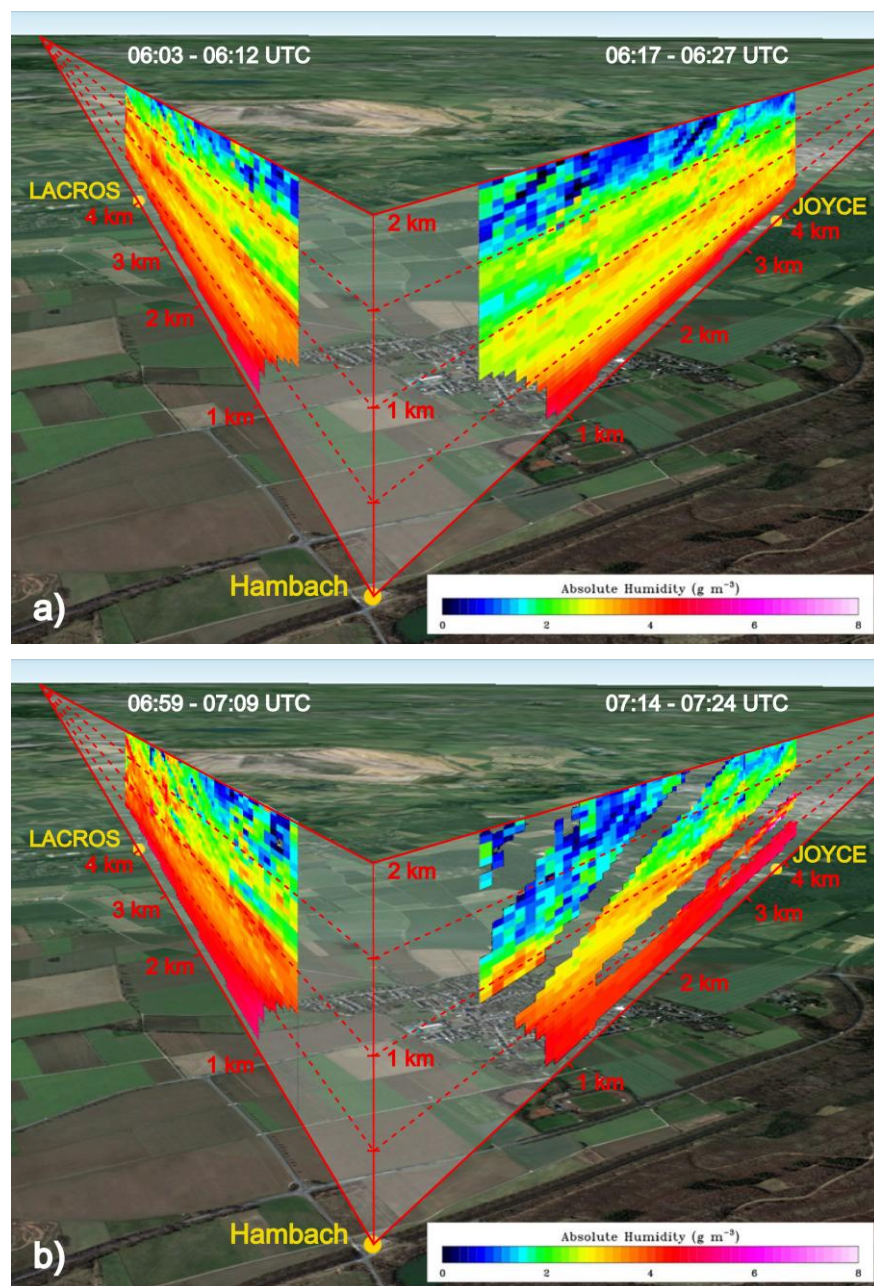 06:03 - 06:12 UTC
06:17 - 06:27 UTC
LACROS
4 km
2 km
JOYCE
4 km
3 km
3 km
2 km
2 km
1 km
1 km
1 km
Hambach
a)
Absolute Humidity (g m⁻³)
0 2 4 6 8
06:59 - 07:09 UTC
07:14 - 07:24 UTC
LACROS
4 km
2 km
JOYCE
4 km
3 km
3 km
2 km
2 km
1 km
1 km
1 km
Hambach
b)
Absolute Humidity (g m⁻³)
0 2 4 6 8